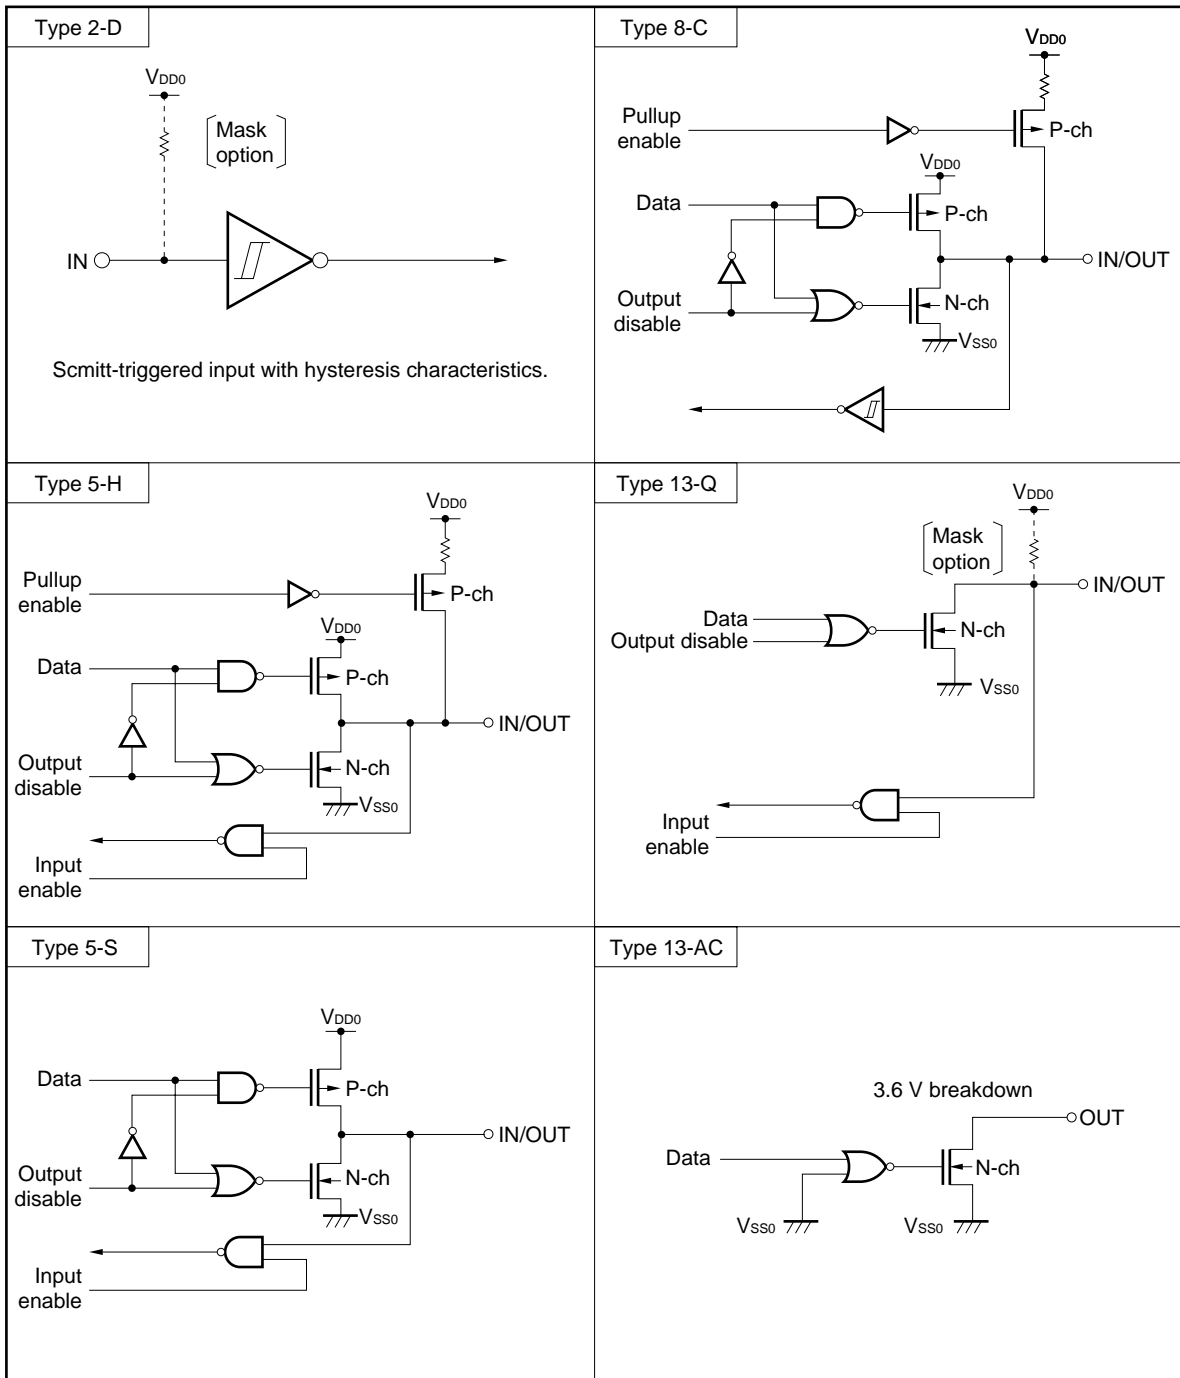 Type 2-D
VDD0
Mask
option
IN
Scmitt-triggered input with hysteresis characteristics.
Type 8-C
VDD0
Pullup
enable
P-ch
VDD0
Data
P-ch
IN/OUT
Output
disable
N-ch
VSS0
Type 5-H
VDD0
Pullup
enable
P-ch
VDD0
Data
P-ch
IN/OUT
Output
disable
N-ch
VSS0
Input
enable
Type 13-Q
VDD0
Mask
option
IN/OUT
Data
Output disable
N-ch
VSS0
Input
enable
Type 5-S
VDD0
Data
P-ch
IN/OUT
Output
disable
N-ch
VSS0
Input
enable
Type 13-AC
3.6 V breakdown
OUT
Data
N-ch
VSS0
VSS0